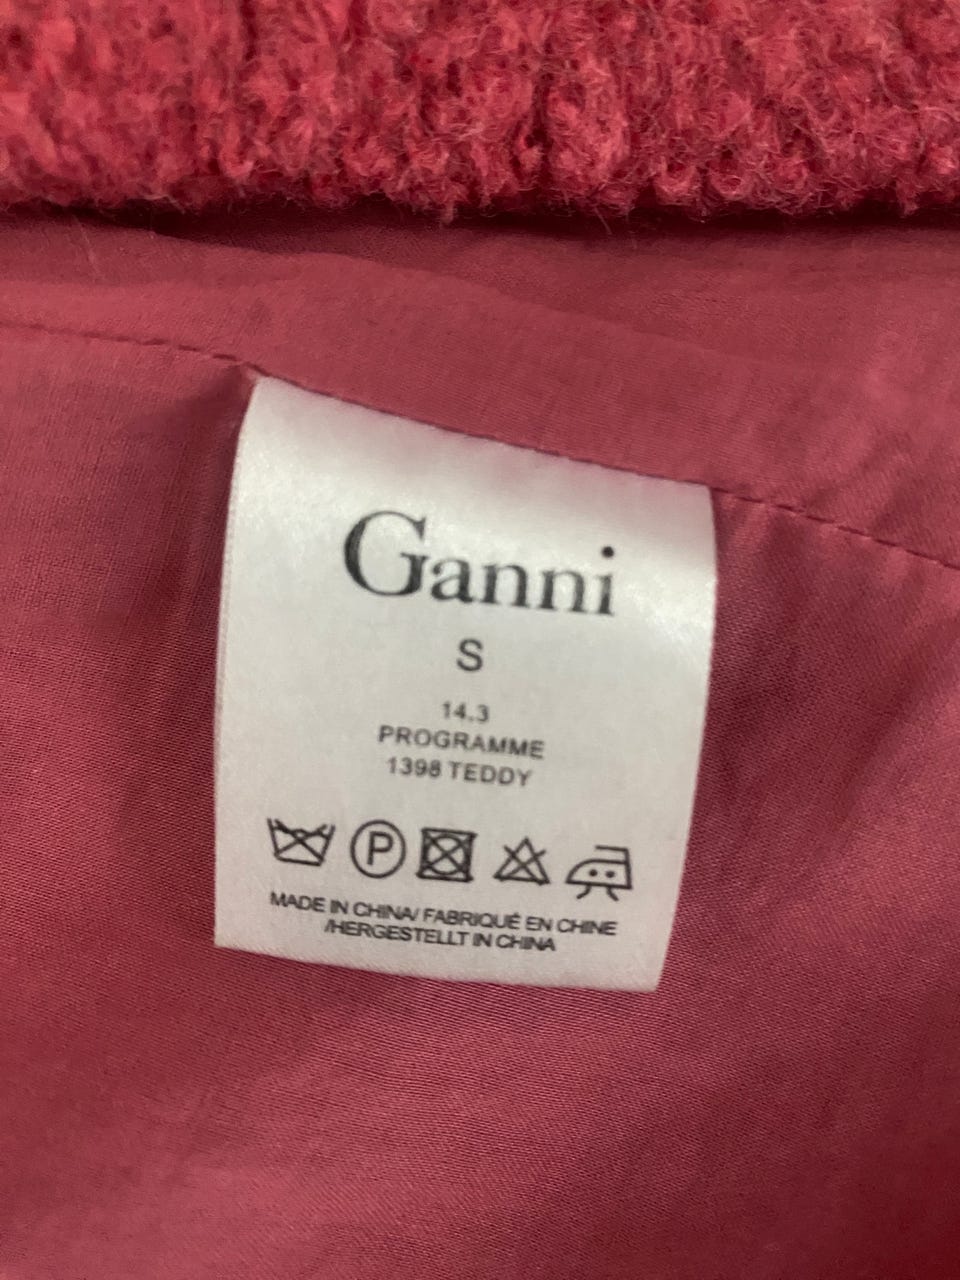 Ganni
S
14.3
PROGRAMME
1398 TEDDY
P
MADE IN CHINA/ FABRIQUÉ EN CHINE
/HERGESTELLT IN CHINA